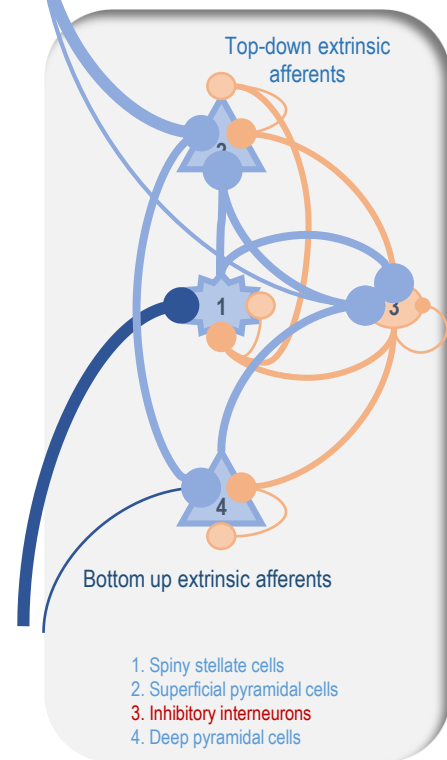 Top-down extrinsic
afferents
2
1
3
4
Bottom up extrinsic afferents
1. Spiny stellate cells
2. Superficial pyramidal cells
3. Inhibitory interneurons
4. Deep pyramidal cells